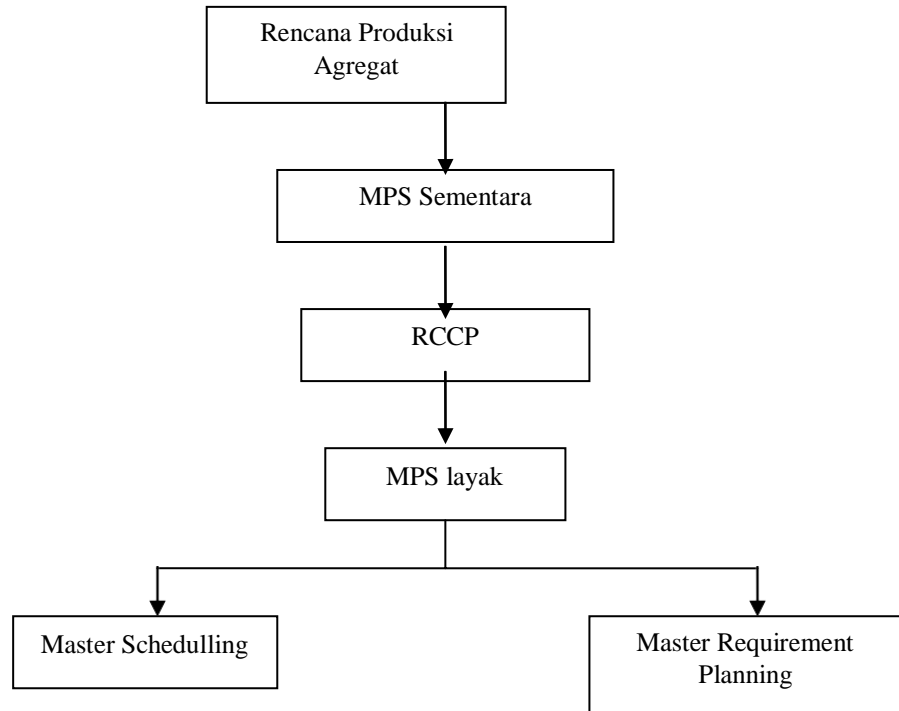 Rencana Produksi
Agregat
MPS Sementara
RCCP
MPS layak
Master Schedulling
Master Requirement
Planning